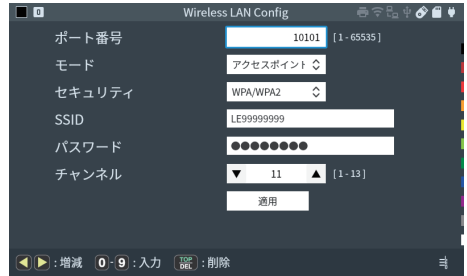 0 Wireless LAN Config
ポート番号 10101 [1-65535]
モード アクセスポイント
セキュリティ WPA/WPA2
SSID LE99999999
パスワード ●●●●●●●●
チャンネル ▼ 11 ▲ [1-13]
適用
◀ ▶ : 増減 0 - 9 : 入力 TOP DEL : 削除